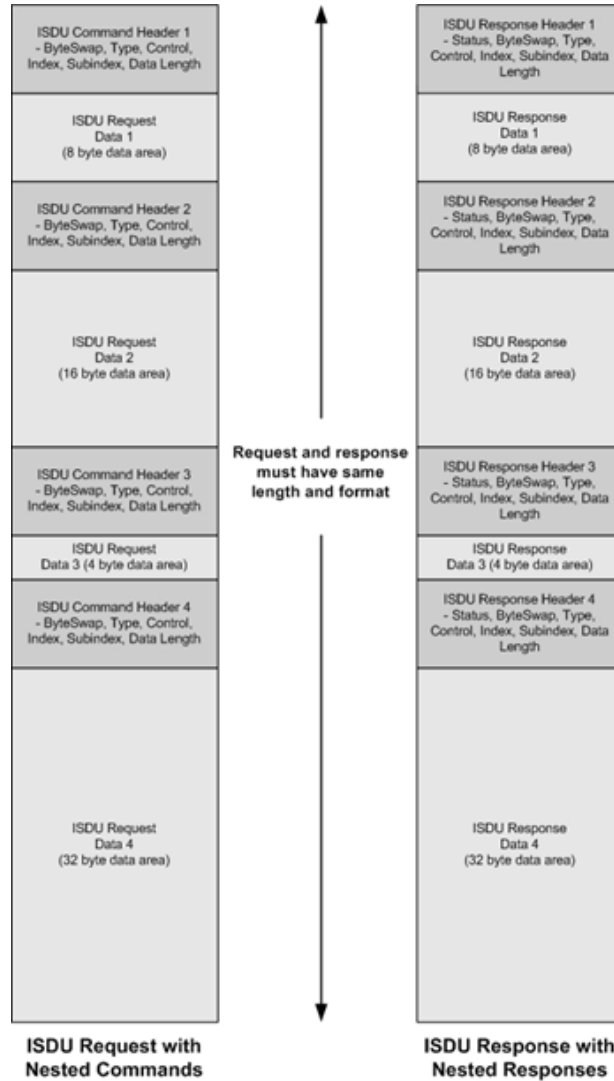 ISDU Command Header 1
- ByteSwap, Type, Control,
Index, Subindex, Data Length
ISDU Request
Data 1
(8 byte data area)
ISDU Command Header 2
- ByteSwap, Type, Control,
Index, Subindex, Data Length
ISDU Request
Data 2
(16 byte data area)
ISDU Command Header 3
- ByteSwap, Type, Control,
Index, Subindex, Data Length
ISDU Request
Data 3 (4 byte data area)
ISDU Command Header 4
- ByteSwap, Type, Control,
Index, Subindex, Data Length
ISDU Request
Data 4
(32 byte data area)
ISDU Request with
Nested Commands
Request and response
must have same
length and format
ISDU Response Header 1
- Status, ByteSwap, Type,
Control, Index, Subindex, Data
Length
ISDU Response
Data 1
(8 byte data area)
ISDU Response Header 2
- Status, ByteSwap, Type,
Control, Index, Subindex, Data
Length
ISDU Response
Data 2
(16 byte data area)
ISDU Response Header 3
- Status, ByteSwap, Type,
Control, Index, Subindex, Data
Length
ISDU Response
Data 3 (4 byte data area)
ISDU Response Header 4
- Status, ByteSwap, Type,
Control, Index, Subindex, Data
Length
ISDU Response
Data 4
(32 byte data area)
ISDU Response with
Nested Responses